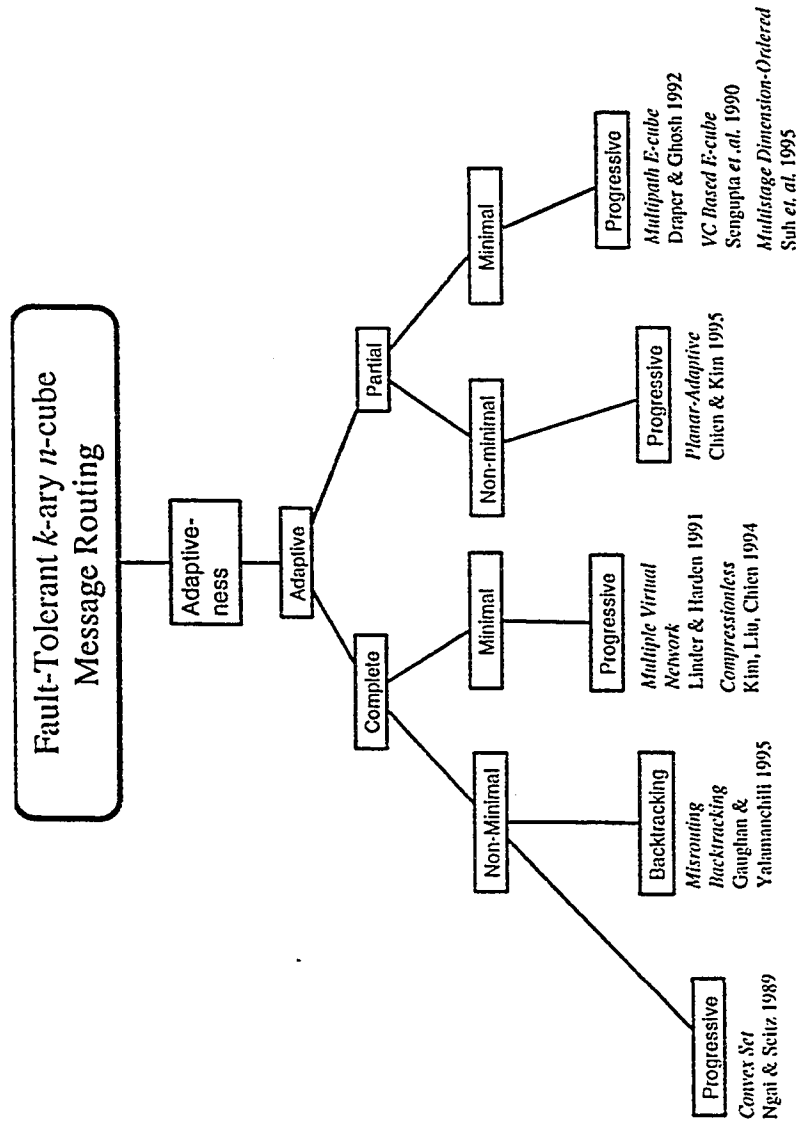 Fault-Tolerant k-ary n-cube
Message Routing
Adaptive-
ness
Adaptive
Complete
Partial
Non-Minimal
Minimal
Non-minimal
Minimal
Progressive
Convex Set
Ngai & Seitz 1989
Backtracking
Misrouting
Backtracking
Gaughan &
Yalamanchili 1995
Progressive
Multiple Virtual
Network
Linder & Harden 1991
Compressionless
Kim, Liu, Chien 1994
Progressive
Planar-Adaptive
Chien & Kim 1995
Progressive
Multipath E-cube
Draper & Ghosh 1992
VC Based E-cube
Sengupta et .al. 1990
Multistage Dimension-Ordered
Suh et. al. 1995